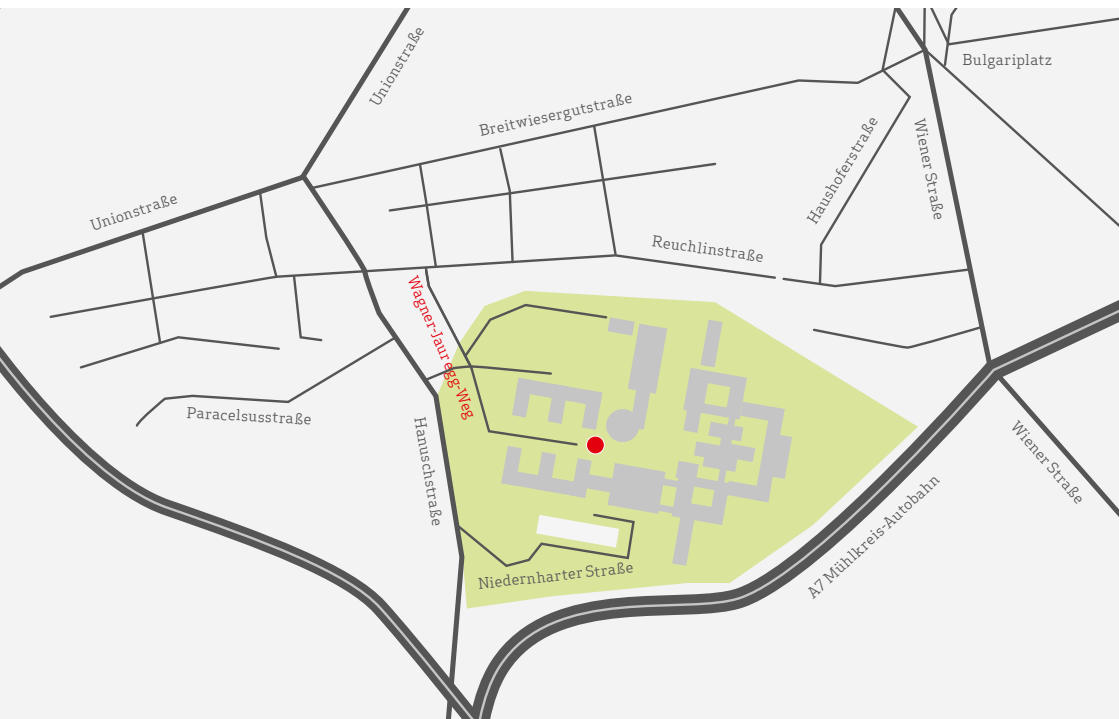 Unionstraße
Bulgariplatz
Breitwiesergutstraße
Haushoferstraße
Wiener Straße
Unionstraße
Reuchlinstraße
Wagner-Jauregg-Weg
Paracelsusstraße
Hanuschstraße
Wiener Straße
A7 Mühlkreis-Autobahn
Niedernharter Straße